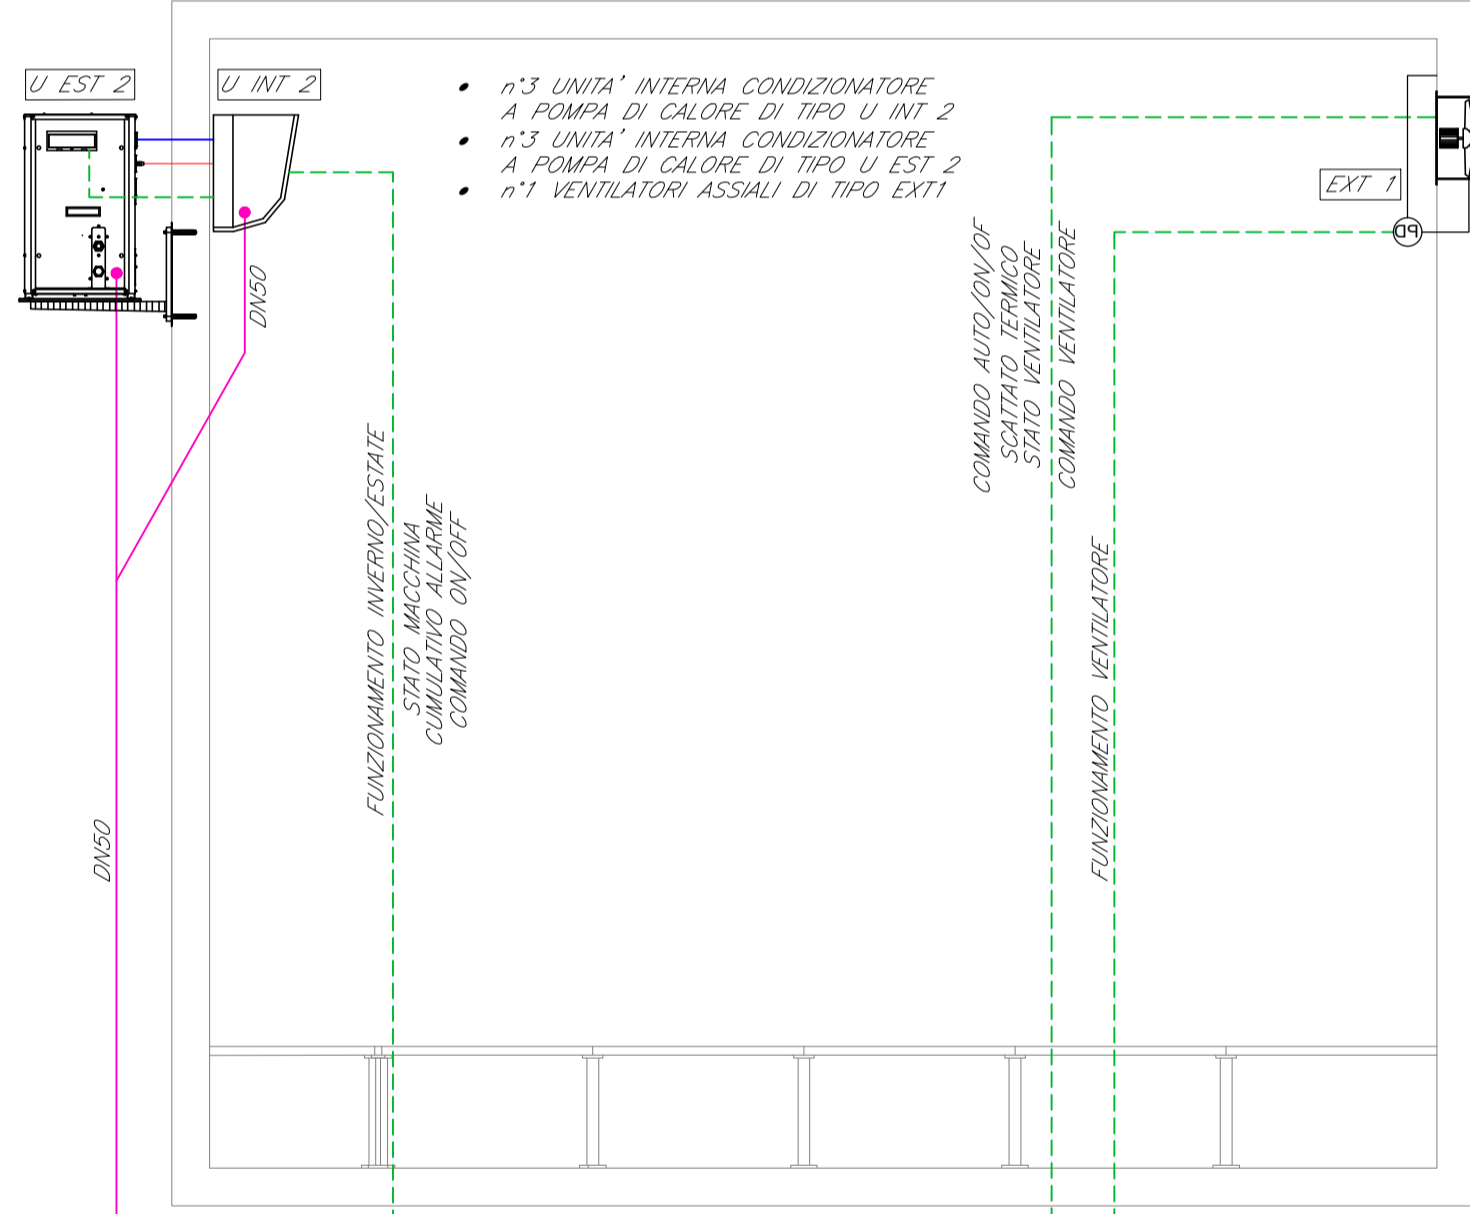 U EST 2
U INT 2
• n°3 UNITA' INTERNA CONDIZIONATORE
A POMPA DI CALORE DI TIPO U INT 2
• n°3 UNITA' INTERNA CONDIZIONATORE
A POMPA DI CALORE DI TIPO U EST 2
• n°1 VENTILATORI ASSIALI DI TIPO EXT1
EXT 1
PD
DN50
DN50
FUNZIONAMENTO INVERNO/ESTATE
STATO MACCHINA
CUMULATIVO ALLARME
COMANDO ON/OFF
COMANDO AUTO/ON/OF
SCATTATO TERMICO
STATO VENTILATORE
COMANDO VENTILATORE
FUNZIONAMENTO VENTILATORE